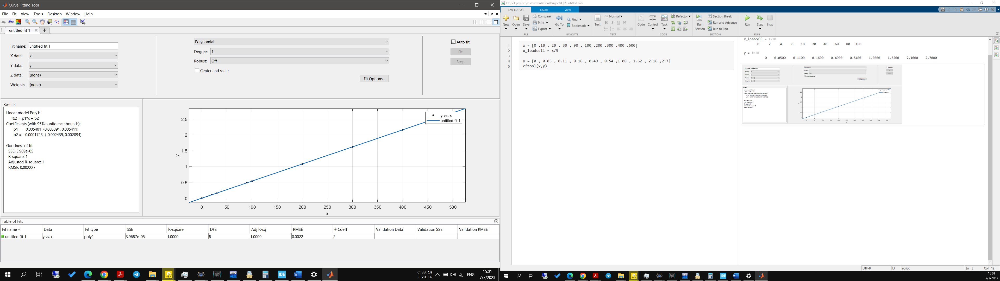 Curve Fitting Tool
File Fit View Tools Desktop Window Help
untitled fit 1
Fit name: untitled fit 1
X data: x
Y data: y
Z data: (none)
Weights: (none)
Polynomial
Degree: 1
Robust: Off
Center and scale
Fit Options...
Auto fit
Fit
Stop
Results
Linear model Poly1:
f(x) = p1*x + p2
Coefficients (with 95% confidence bounds):
p1 = 0.005401 (0.005391, 0.005411)
p2 = -0.0001723 (-0.002439, 0.002094)
Goodness of fit:
SSE: 3.969e-05
R-square: 1
Adjusted R-square: 1
RMSE: 0.002227
y vs. x
untitled fit 1
2.5
2
1.5
1
0.5
0
y
0 50 100 150 200 250 300 350 400 450 500
x
Table of Fits
Fit name Data Fit type SSE R-square DFE Adj R-sq RMSE # Coeff Validation Data Validation SSE Validation RMSE
untitled fit 1 y vs. x poly1 3.9687e-05 1.0000 8 1.0000 0.0022 2
C 33.1%
R 20.1G
ENG
15:01
7/7/2023
H:\GIT project\Instrumentation\Project\Q5\untitled.mlx
LIVE EDITOR INSERT VIEW
New Open Save
Compare
Print
Export
FILE
Go To
Find
Bookmark
NAVIGATE
Text
Normal
B I U M
TEXT
Code Control Task
Refactor
CODE
Run Section
Section Break
Run and Advance
Run to End
SECTION
Run Step Stop
RUN
1 x = [0 ,10 , 20 , 30 , 90 , 100 ,200 ,300 ,400 ,500]
2 x_loadcell = x/5
3
4 y = [0 , 0.05 , 0.11 , 0.16 , 0.49 , 0.54 ,1.08 , 1.62 , 2.16 ,2.7]
5 cftool(x,y)
x_loadcell = 1×10
0 2 4 6 18 20 40 60 80 100
y = 1×10
0 0.0500 0.1100 0.1600 0.4900 0.5400 1.0800 1.6200 2.1600 2.7000
UTF-8 LF script Ln 5 Col 12
15:01
7/7/2023